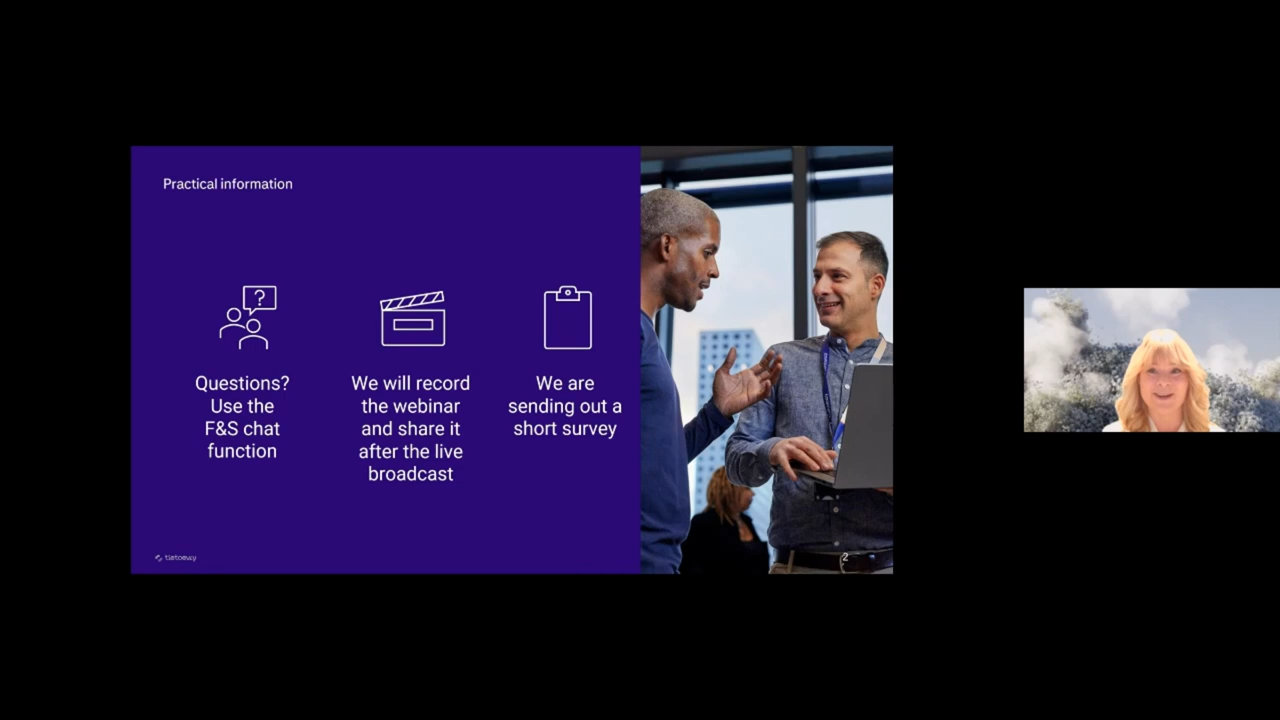 Practical information
?
Questions?
Use the
F&S chat
function
We will record
the webinar
and share it
after the live
broadcast
We are
sending out a
short survey
tietoevry
2